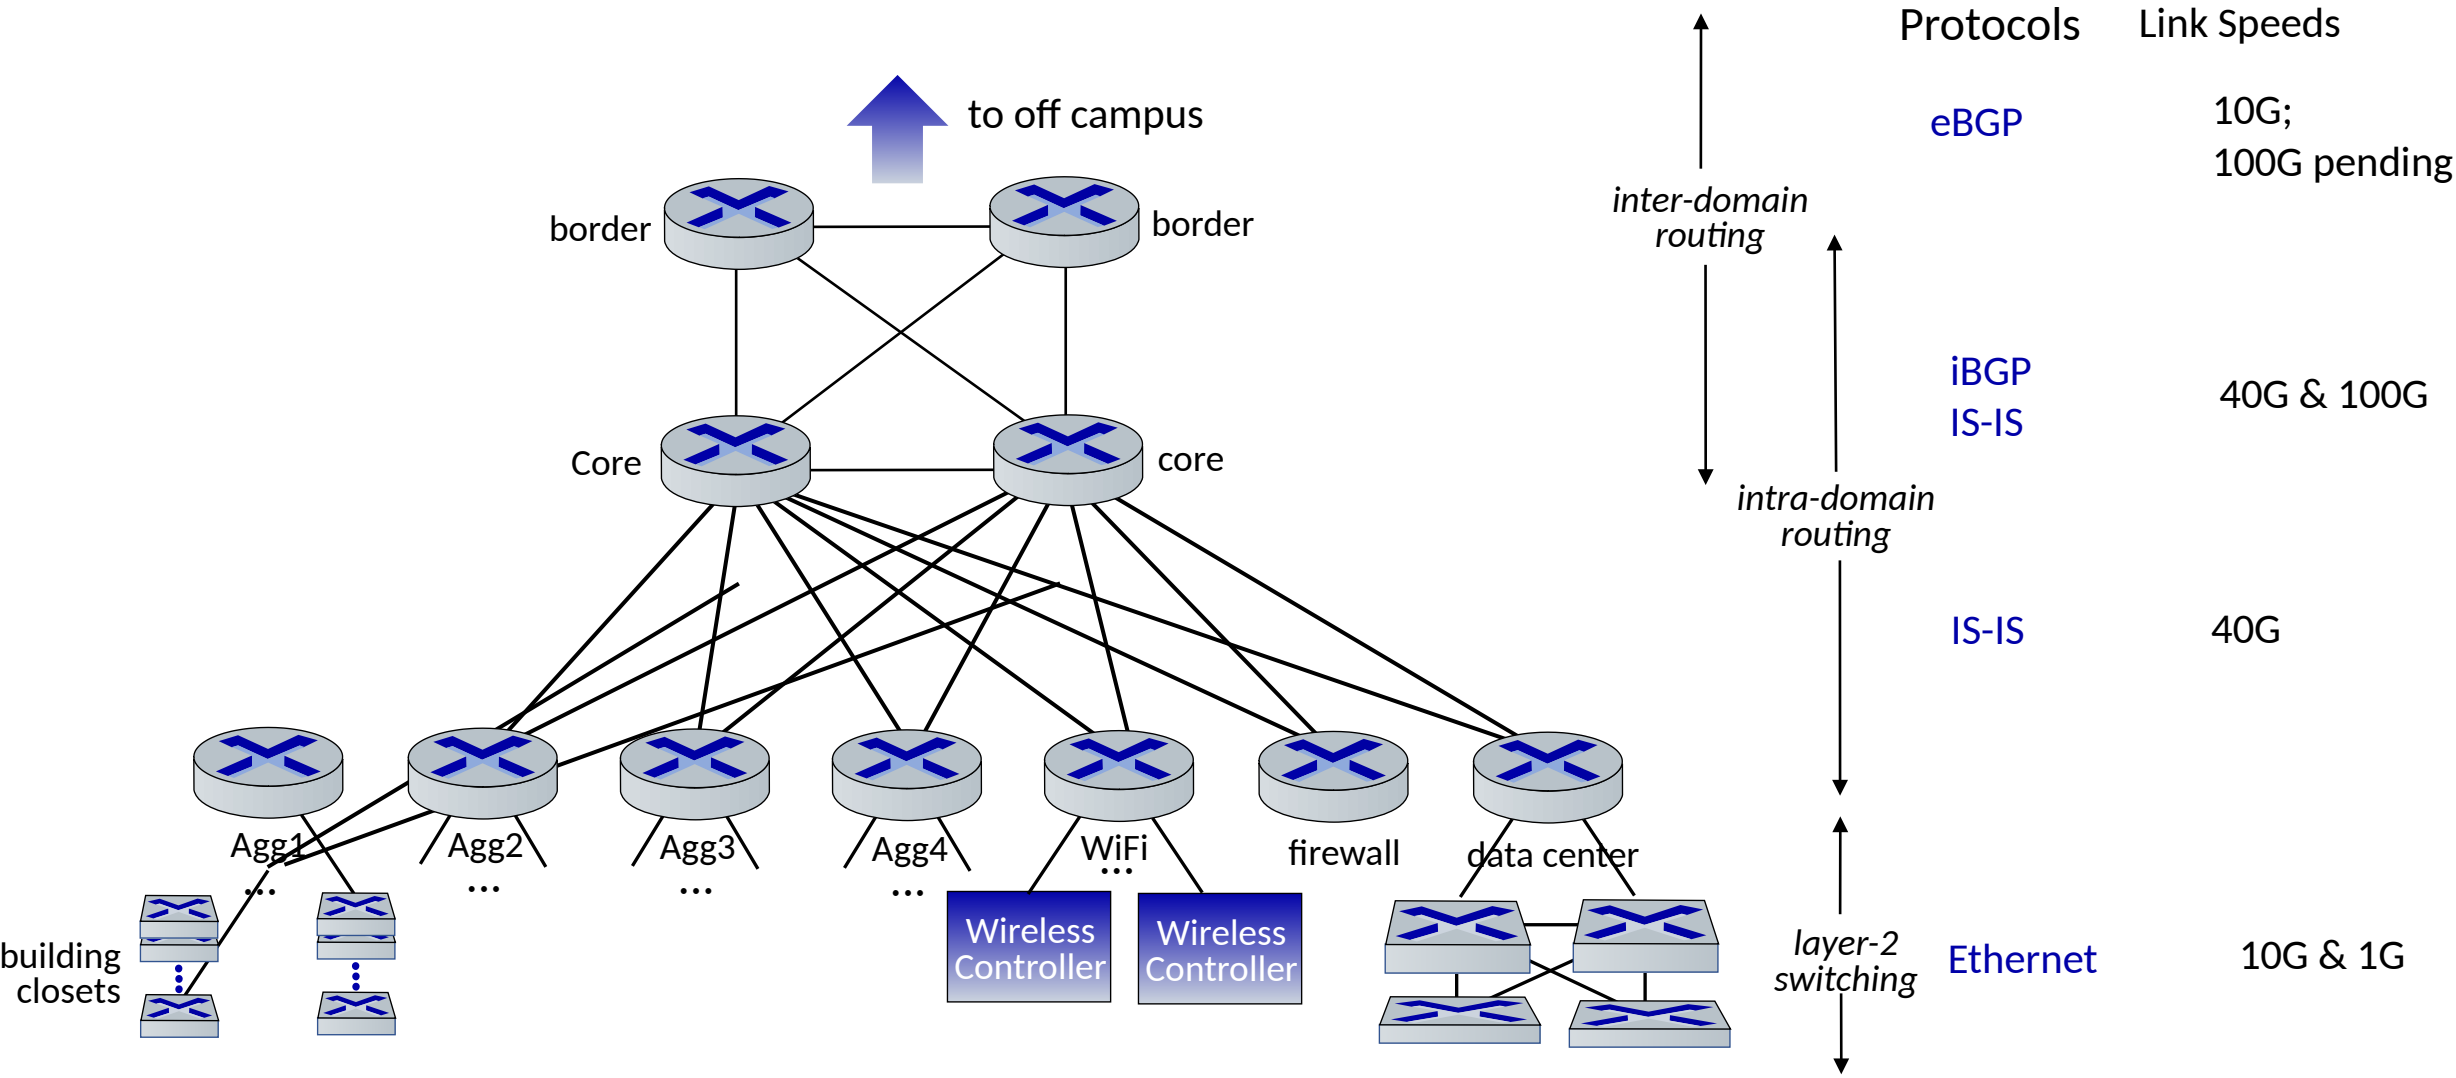 Protocols
Link Speeds
to off campus
eBGP
10G;
100G pending
border
border
inter-domain
routing
iBGP
IS-IS
40G & 100G
Core
core
intra-domain
routing
IS-IS
40G
Agg1
Agg2
Agg3
Agg4
WiFi
firewall
data center
...
...
...
...
...
building
closets
Wireless
Controller
Wireless
Controller
layer-2
switching
Ethernet
10G & 1G